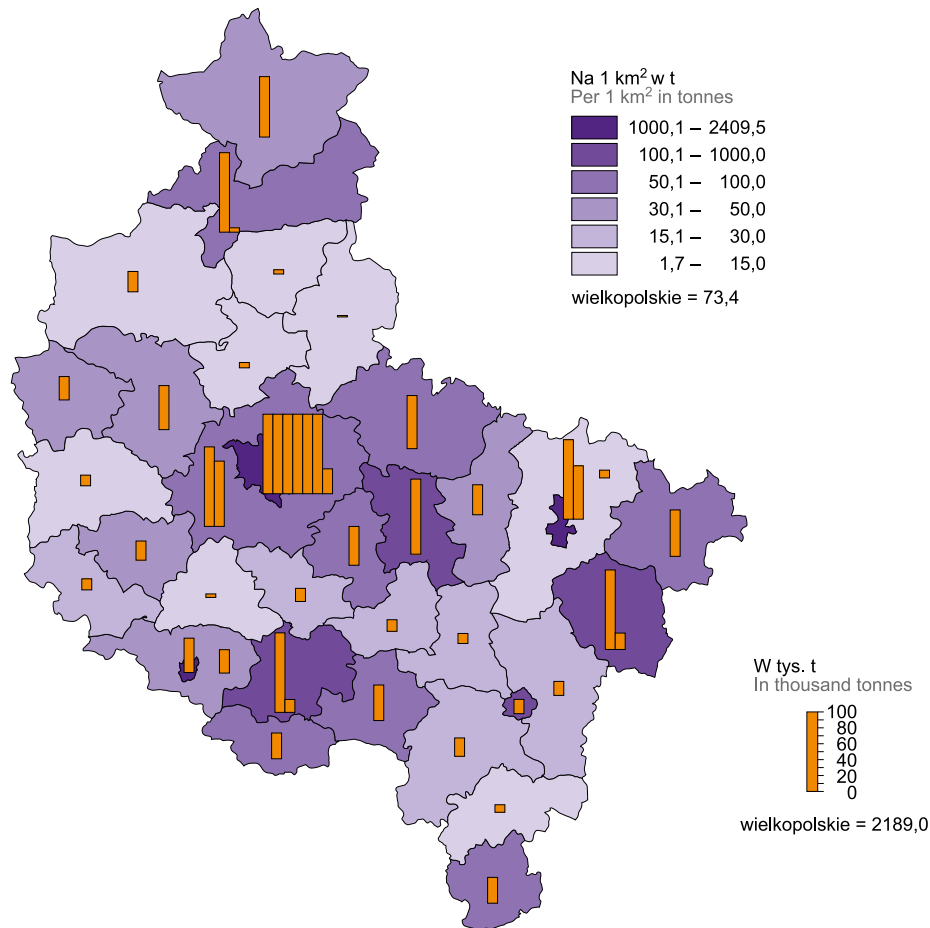 Na 1 km² w t
Per 1 km² in tonnes
1000,1 – 2409,5
100,1 – 1000,0
50,1 – 100,0
30,1 – 50,0
15,1 – 30,0
1,7 – 15,0
wielkopolskie = 73,4
W tys. t
In thousand tonnes
100
80
60
40
20
0
wielkopolskie = 2189,0